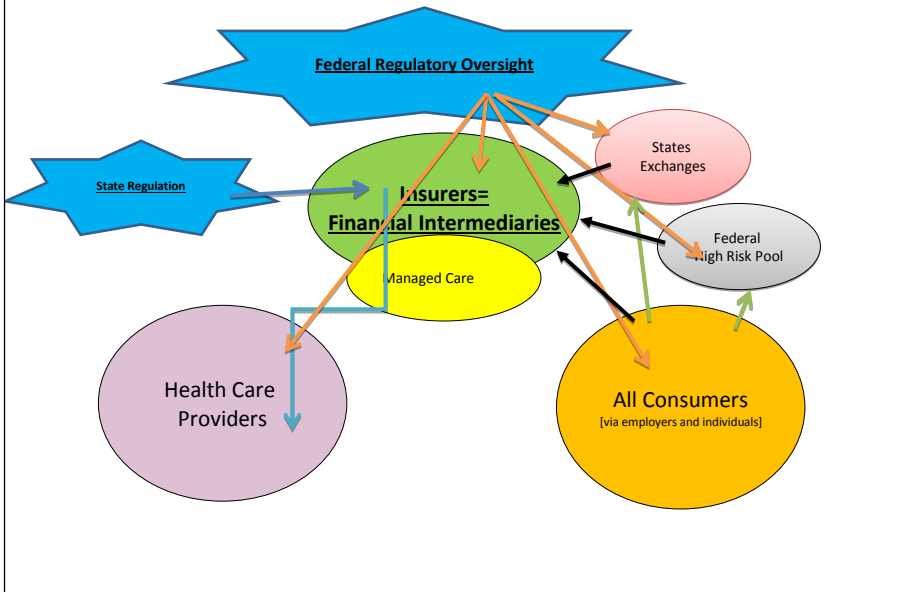 Federal Regulatory Oversight
States
Exchanges
State Regulation
Insurers=
Financial Intermediaries
Federal
High Risk Pool
Managed Care
Health Care
Providers
All Consumers
[via employers and individuals]